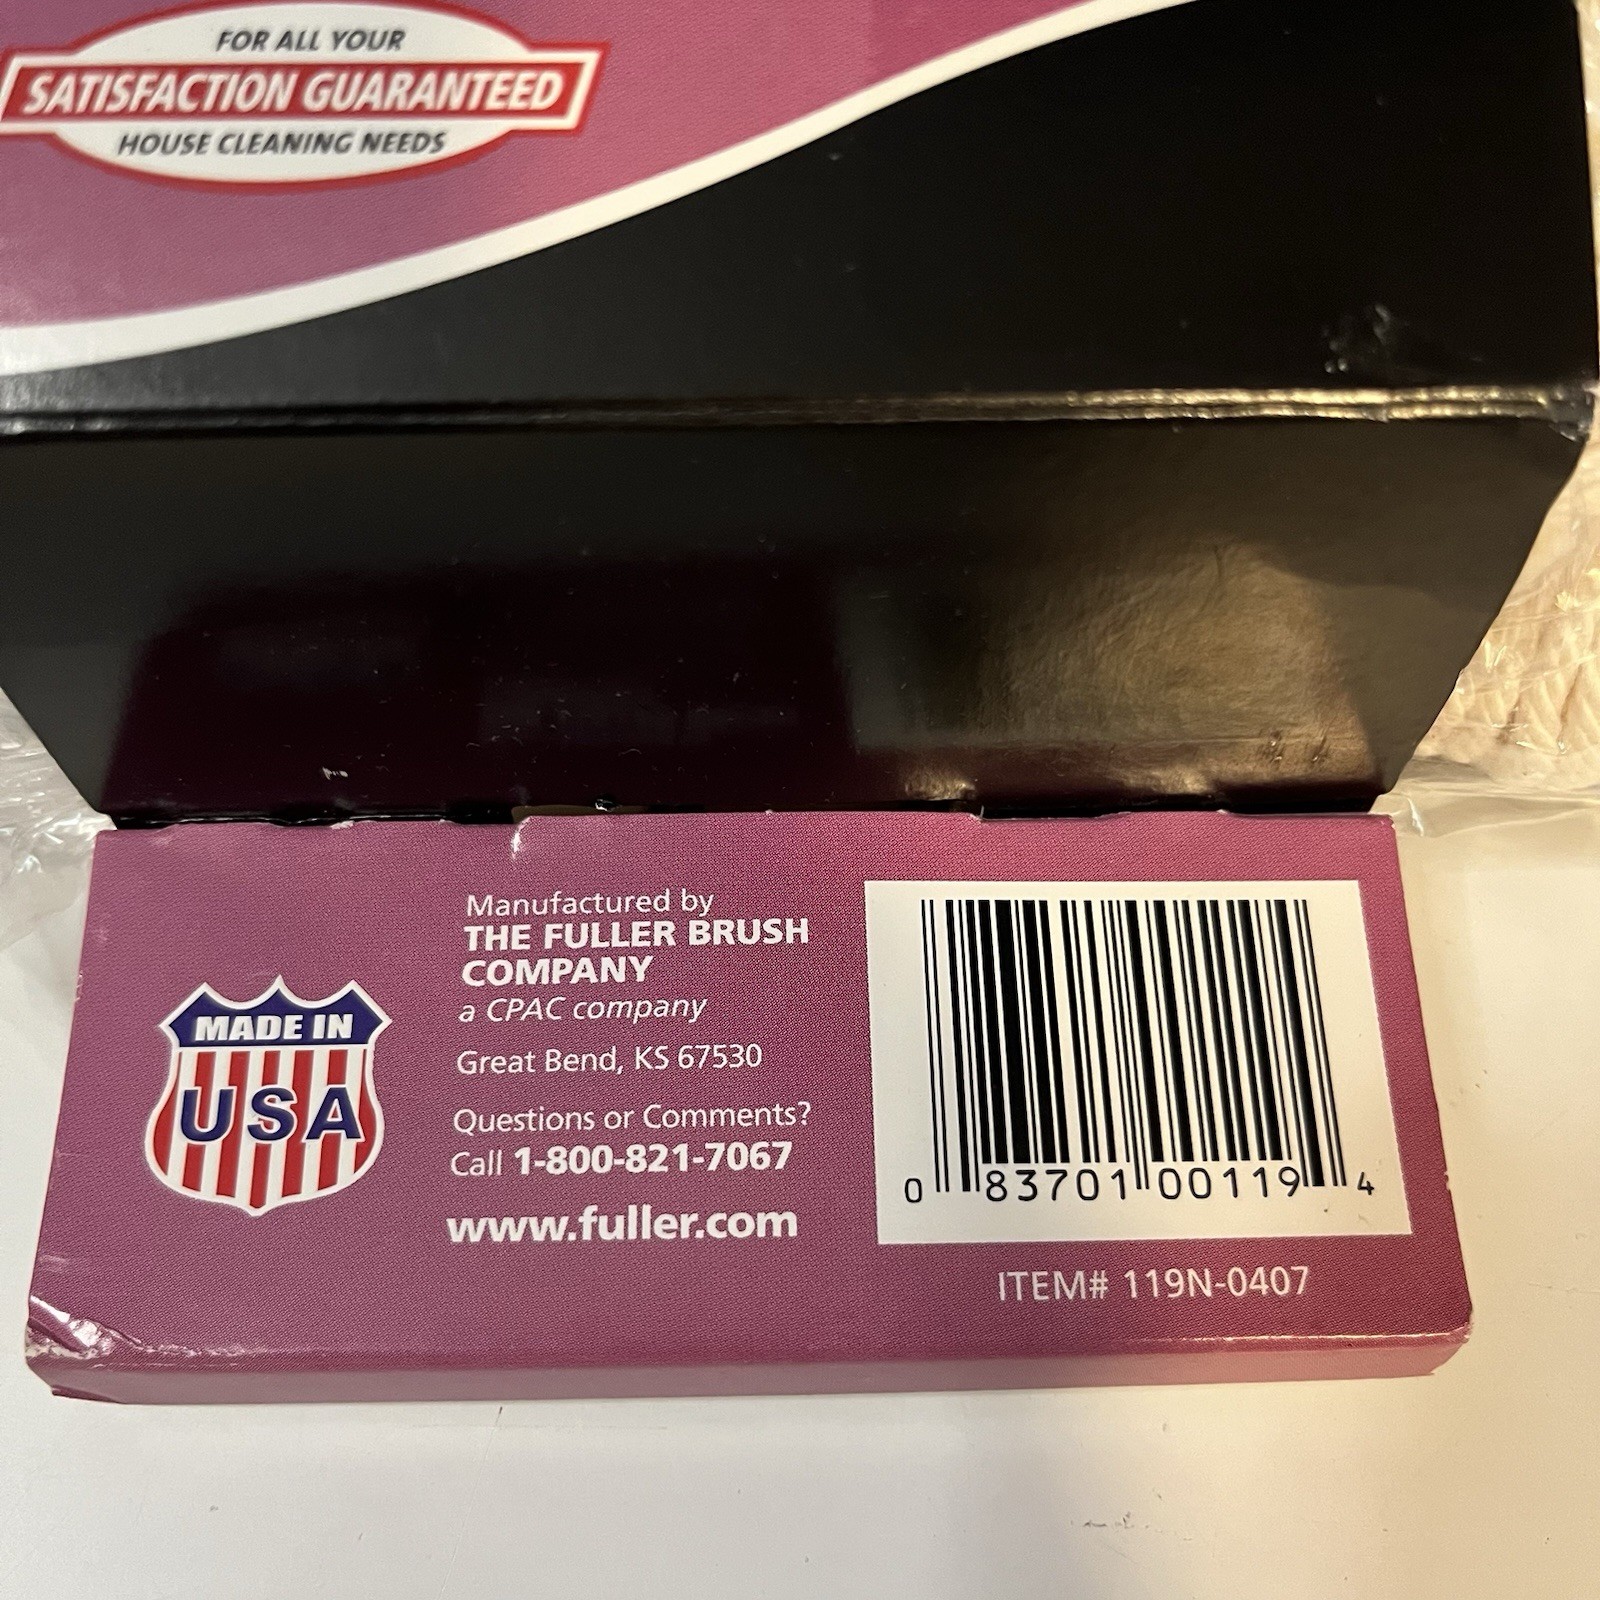 FOR ALL YOUR
SATISFACTION GUARANTEED
HOUSE CLEANING NEEDS
MADE IN
USA
Manufactured by
THE FULLER BRUSH
COMPANY
a CPAC company
Great Bend, KS 67530
Questions or Comments?
Call 1-800-821-7067
www.fuller.com
0 83701 00119 4
ITEM# 119N-0407